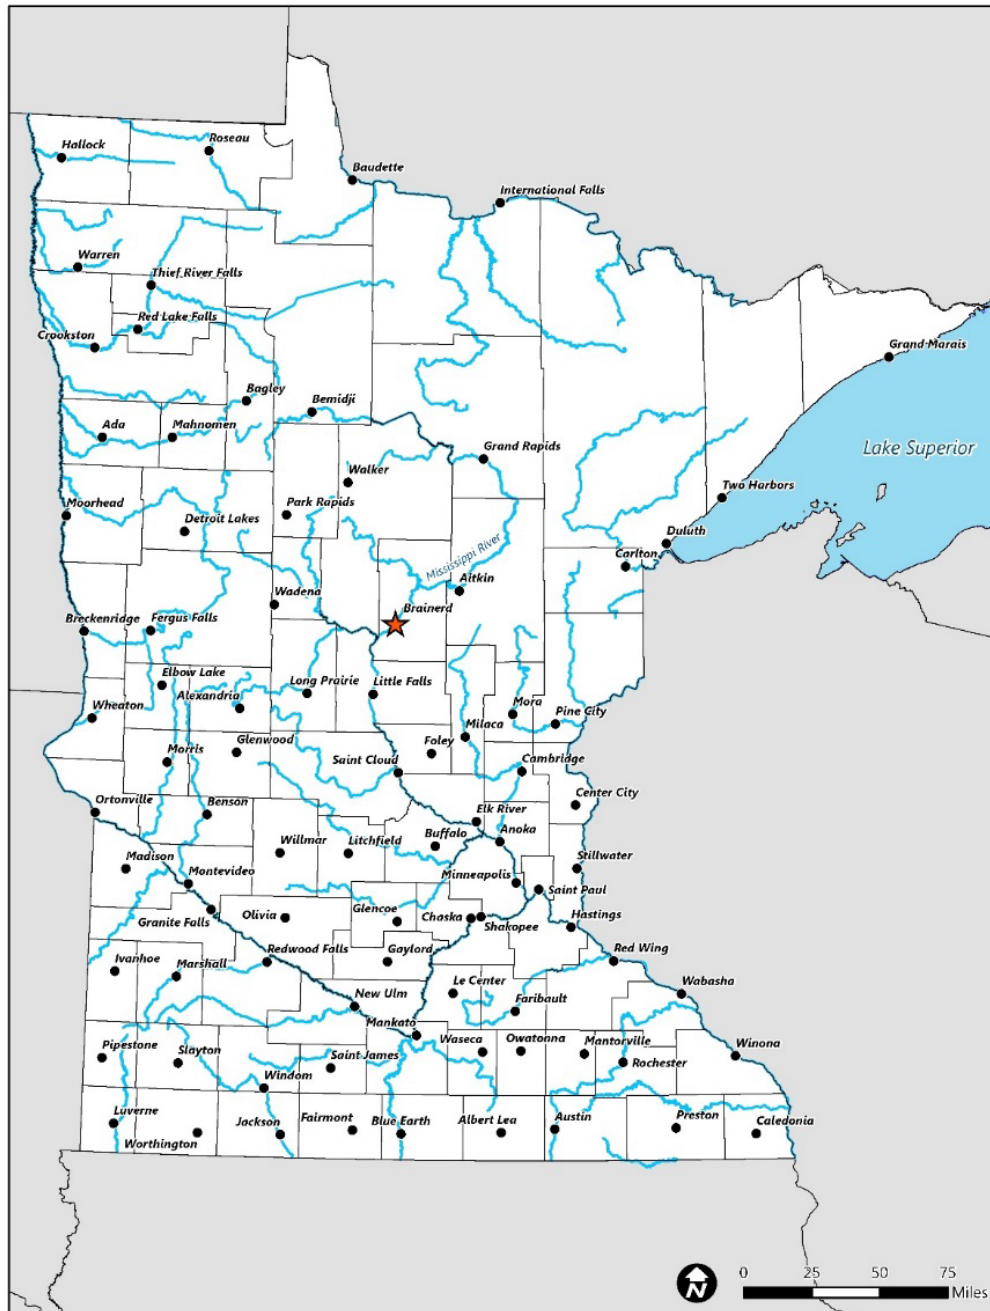 Hallock
Roseau
Baudette
International Falls
Warren
Thief River Falls
Red Lake Falls
Crookston
Grand Marais
Bagley
Bemidji
Ada
Mahnomen
Grand Rapids
Lake Superior
Walker
Two Harbors
Moorhead
Park Rapids
Detroit Lakes
Duluth
Mississippi River
Carlton
Aitkin
Wadena
Brainerd
Breckenridge
Fergus Falls
Elbow Lake
Long Prairie
Little Falls
Alexandria
Mora
Pine City
Wheaton
Milaca
Glenwood
Foley
Morris
Saint Cloud
Cambridge
Center City
Ortonville
Benson
Elk River
Anoka
Buffalo
Willmar
Litchfield
Stillwater
Madison
Montevideo
Minneapolis
Saint Paul
Glencoe
Chaska
Olivia
Granite Falls
Shakopee
Hastings
Redwood Falls
Gaylord
Red Wing
Ivanhoe
Marshall
Le Center
Wabasha
New Ulm
Faribault
Mankato
Waseca
Owatonna
Mantorville
Winona
Pipestone
Slayton
Saint James
Rochester
Windom
Luverne
Worthington
Jackson
Fairmont
Blue Earth
Albert Lea
Austin
Preston
Caledonia
N
0 25 50 75
Miles